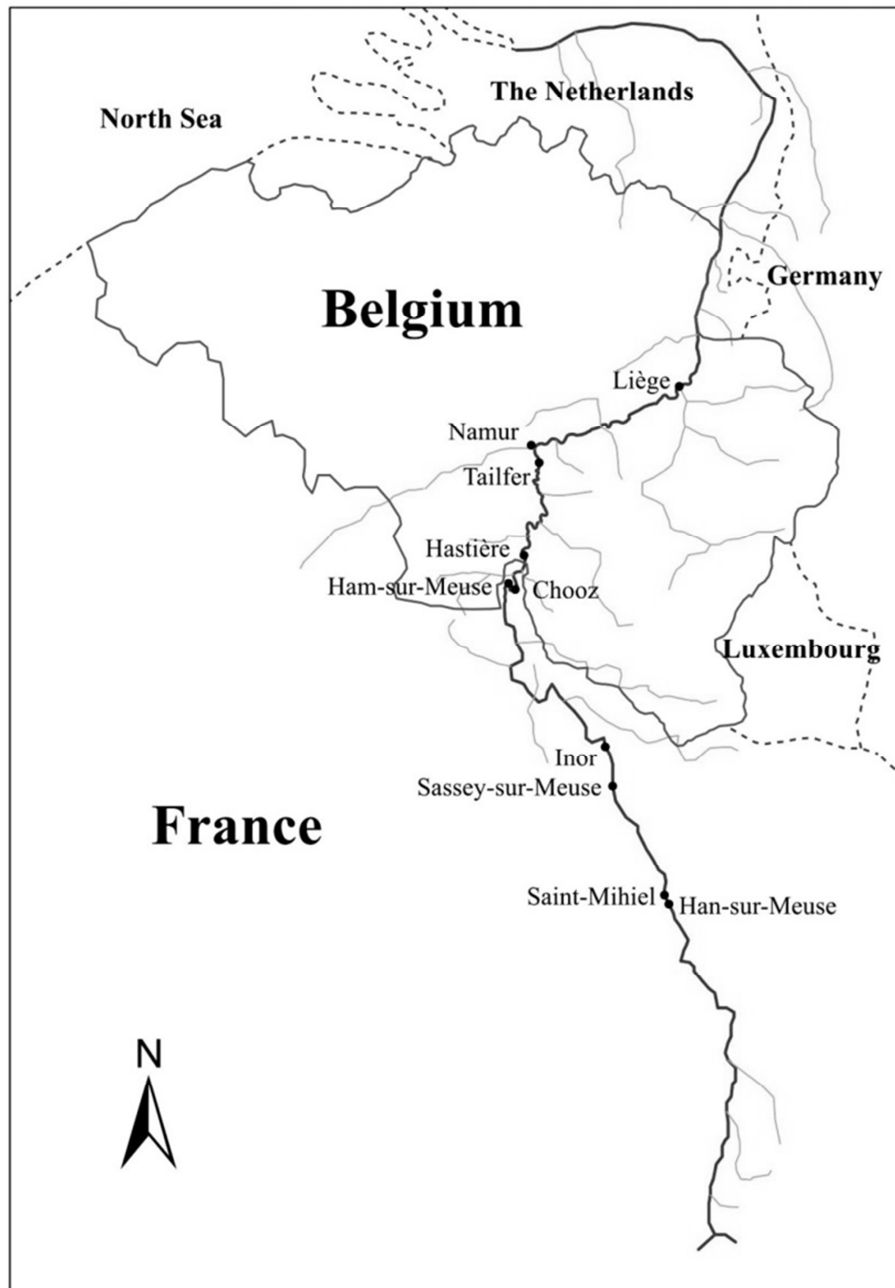 The Netherlands
North Sea
Germany
Belgium
Liège
Namur
Tailfer
Hastière
Ham-sur-Meuse
Chooz
Luxembourg
Inor
Sassey-sur-Meuse
France
Saint-Mihiel
Han-sur-Meuse
N